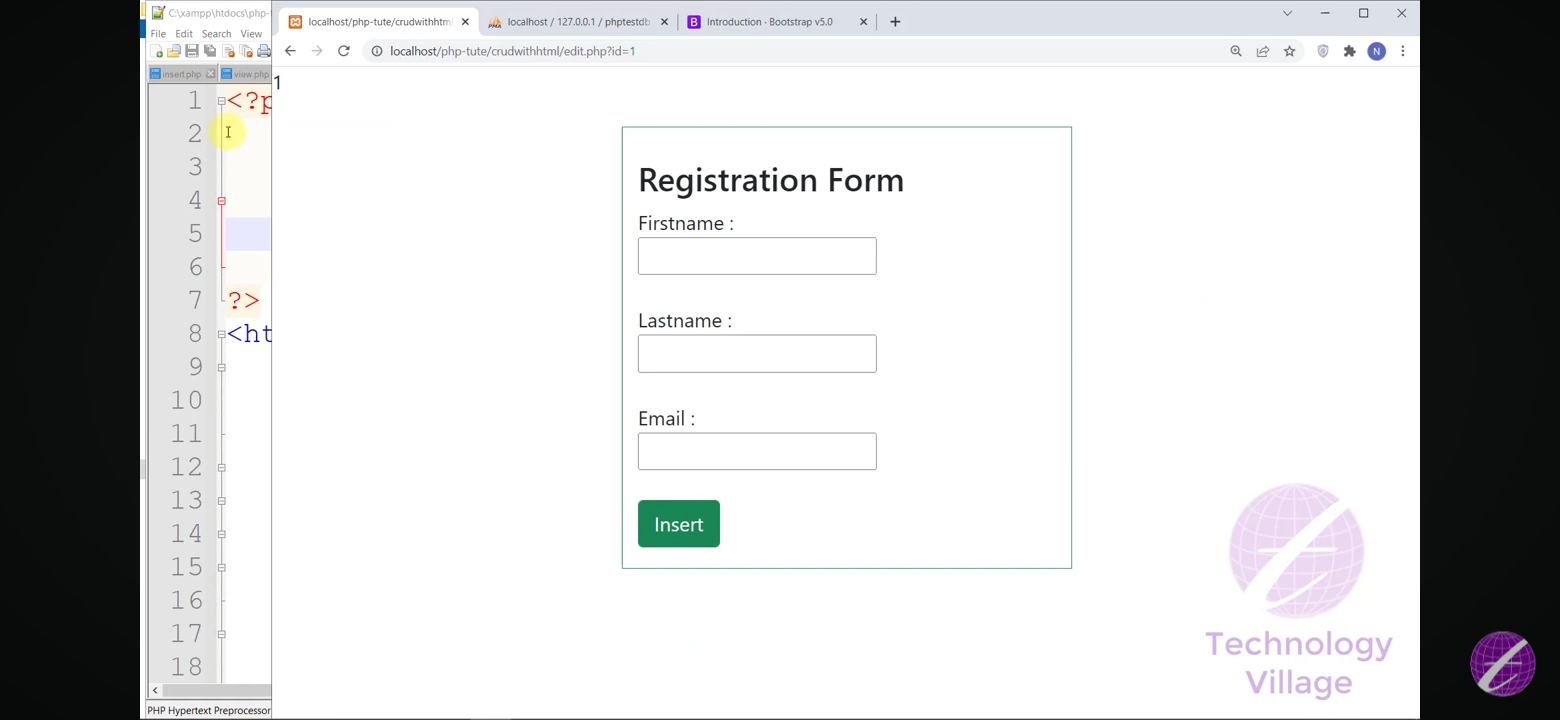 C:\xampp\htdocs\php-
File Edit Search View
insert.php view.php
localhost/php-tute/crudwithhtml
localhost / 127.0.0.1 / phptestdb
B Introduction · Bootstrap v5.0
localhost/php-tute/crudwithhtml/edit.php?id=1
N
1
1 <?p
2
3
4
5
6
7 ?>
8 <ht
9
10
11
12
13
14
15
16
17
18
Registration Form
Firstname :
Lastname :
Email :
Insert
PHP Hypertext Preprocessor
Technology
Village